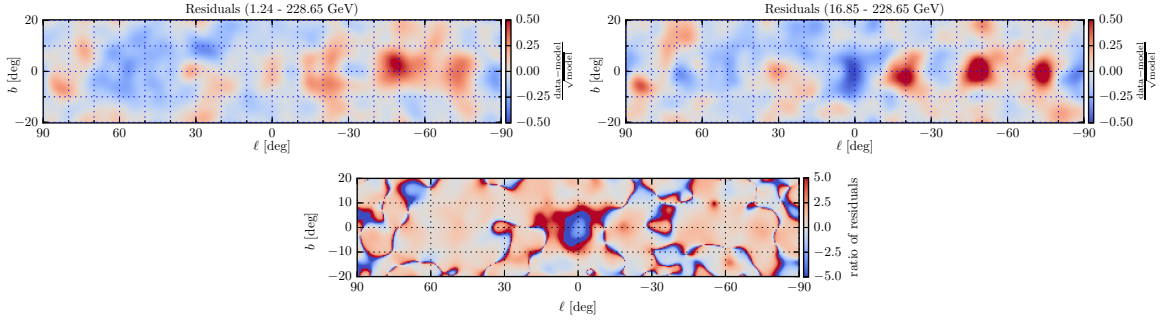 Residuals (1.24 - 228.65 GeV)
20
10
0
−10
−20
b [deg]
90 60 30 0 −30 −60 −90
ℓ [deg]
0.50
0.25
0.00
−0.25
−0.50
data−model
√model
Residuals (16.85 - 228.65 GeV)
20
10
0
−10
−20
b [deg]
90 60 30 0 −30 −60 −90
ℓ [deg]
0.50
0.25
0.00
−0.25
−0.50
data−model
√model
20
10
0
−10
−20
b [deg]
90 60 30 0 −30 −60 −90
ℓ [deg]
5.0
2.5
0.0
−2.5
−5.0
ratio of residuals